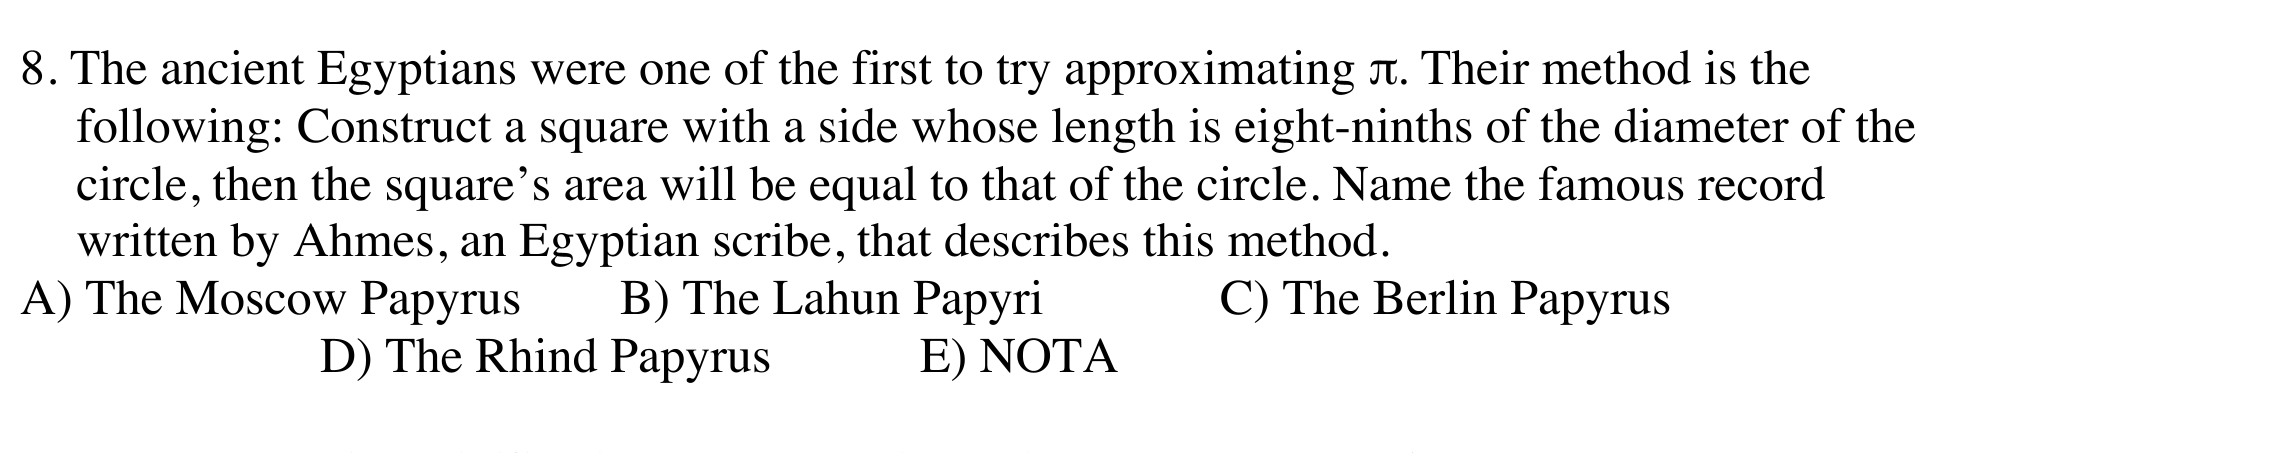 8. The ancient Egyptians were one of the first to try approximating π. Their method is the
following: Construct a square with a side whose length is eight-ninths of the diameter of the
circle, then the square’s area will be equal to that of the circle. Name the famous record
written by Ahmes, an Egyptian scribe, that describes this method.
A) The Moscow Papyrus B) The Lahun Papyri C) The Berlin Papyrus
D) The Rhind Papyrus E) NOTA